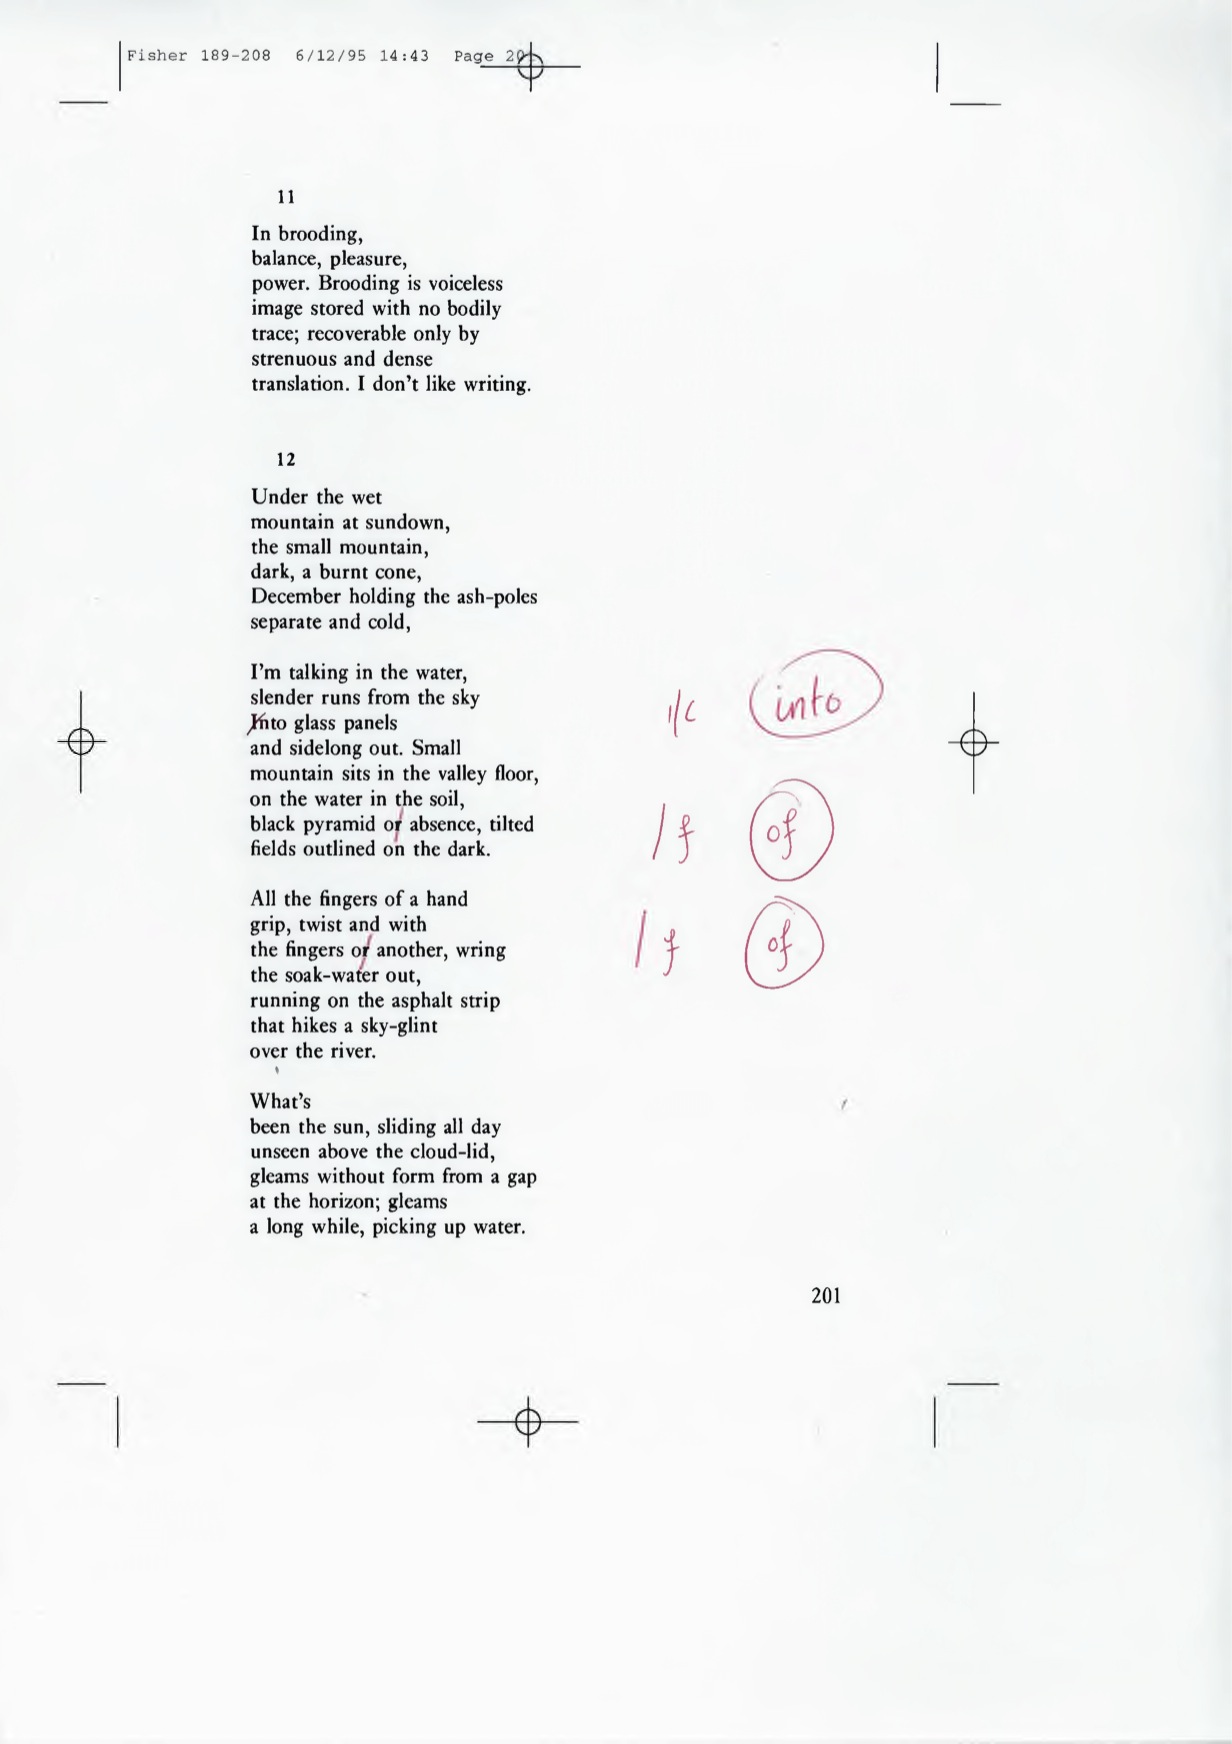 Fisher 189-208 6/12/95 14:43 Page 20
11
In brooding,
balance, pleasure,
power. Brooding is voiceless
image stored with no bodily
trace; recoverable only by
strenuous and dense
translation. I don't like writing.
12
Under the wet
mountain at sundown,
the small mountain,
dark, a burnt cone,
December holding the ash-poles
separate and cold,
I'm talking in the water,
slender runs from the sky
Into glass panels
l/c into
and sidelong out. Small
mountain sits in the valley floor,
on the water in the soil,
black pyramid or absence, tilted
/ f of
fields outlined on the dark.
All the fingers of a hand
grip, twist and with
the fingers or another, wring
/ f of
the soak-water out,
running on the asphalt strip
that hikes a sky-glint
over the river.
What's
been the sun, sliding all day
unseen above the cloud-lid,
gleams without form from a gap
at the horizon; gleams
a long while, picking up water.
201